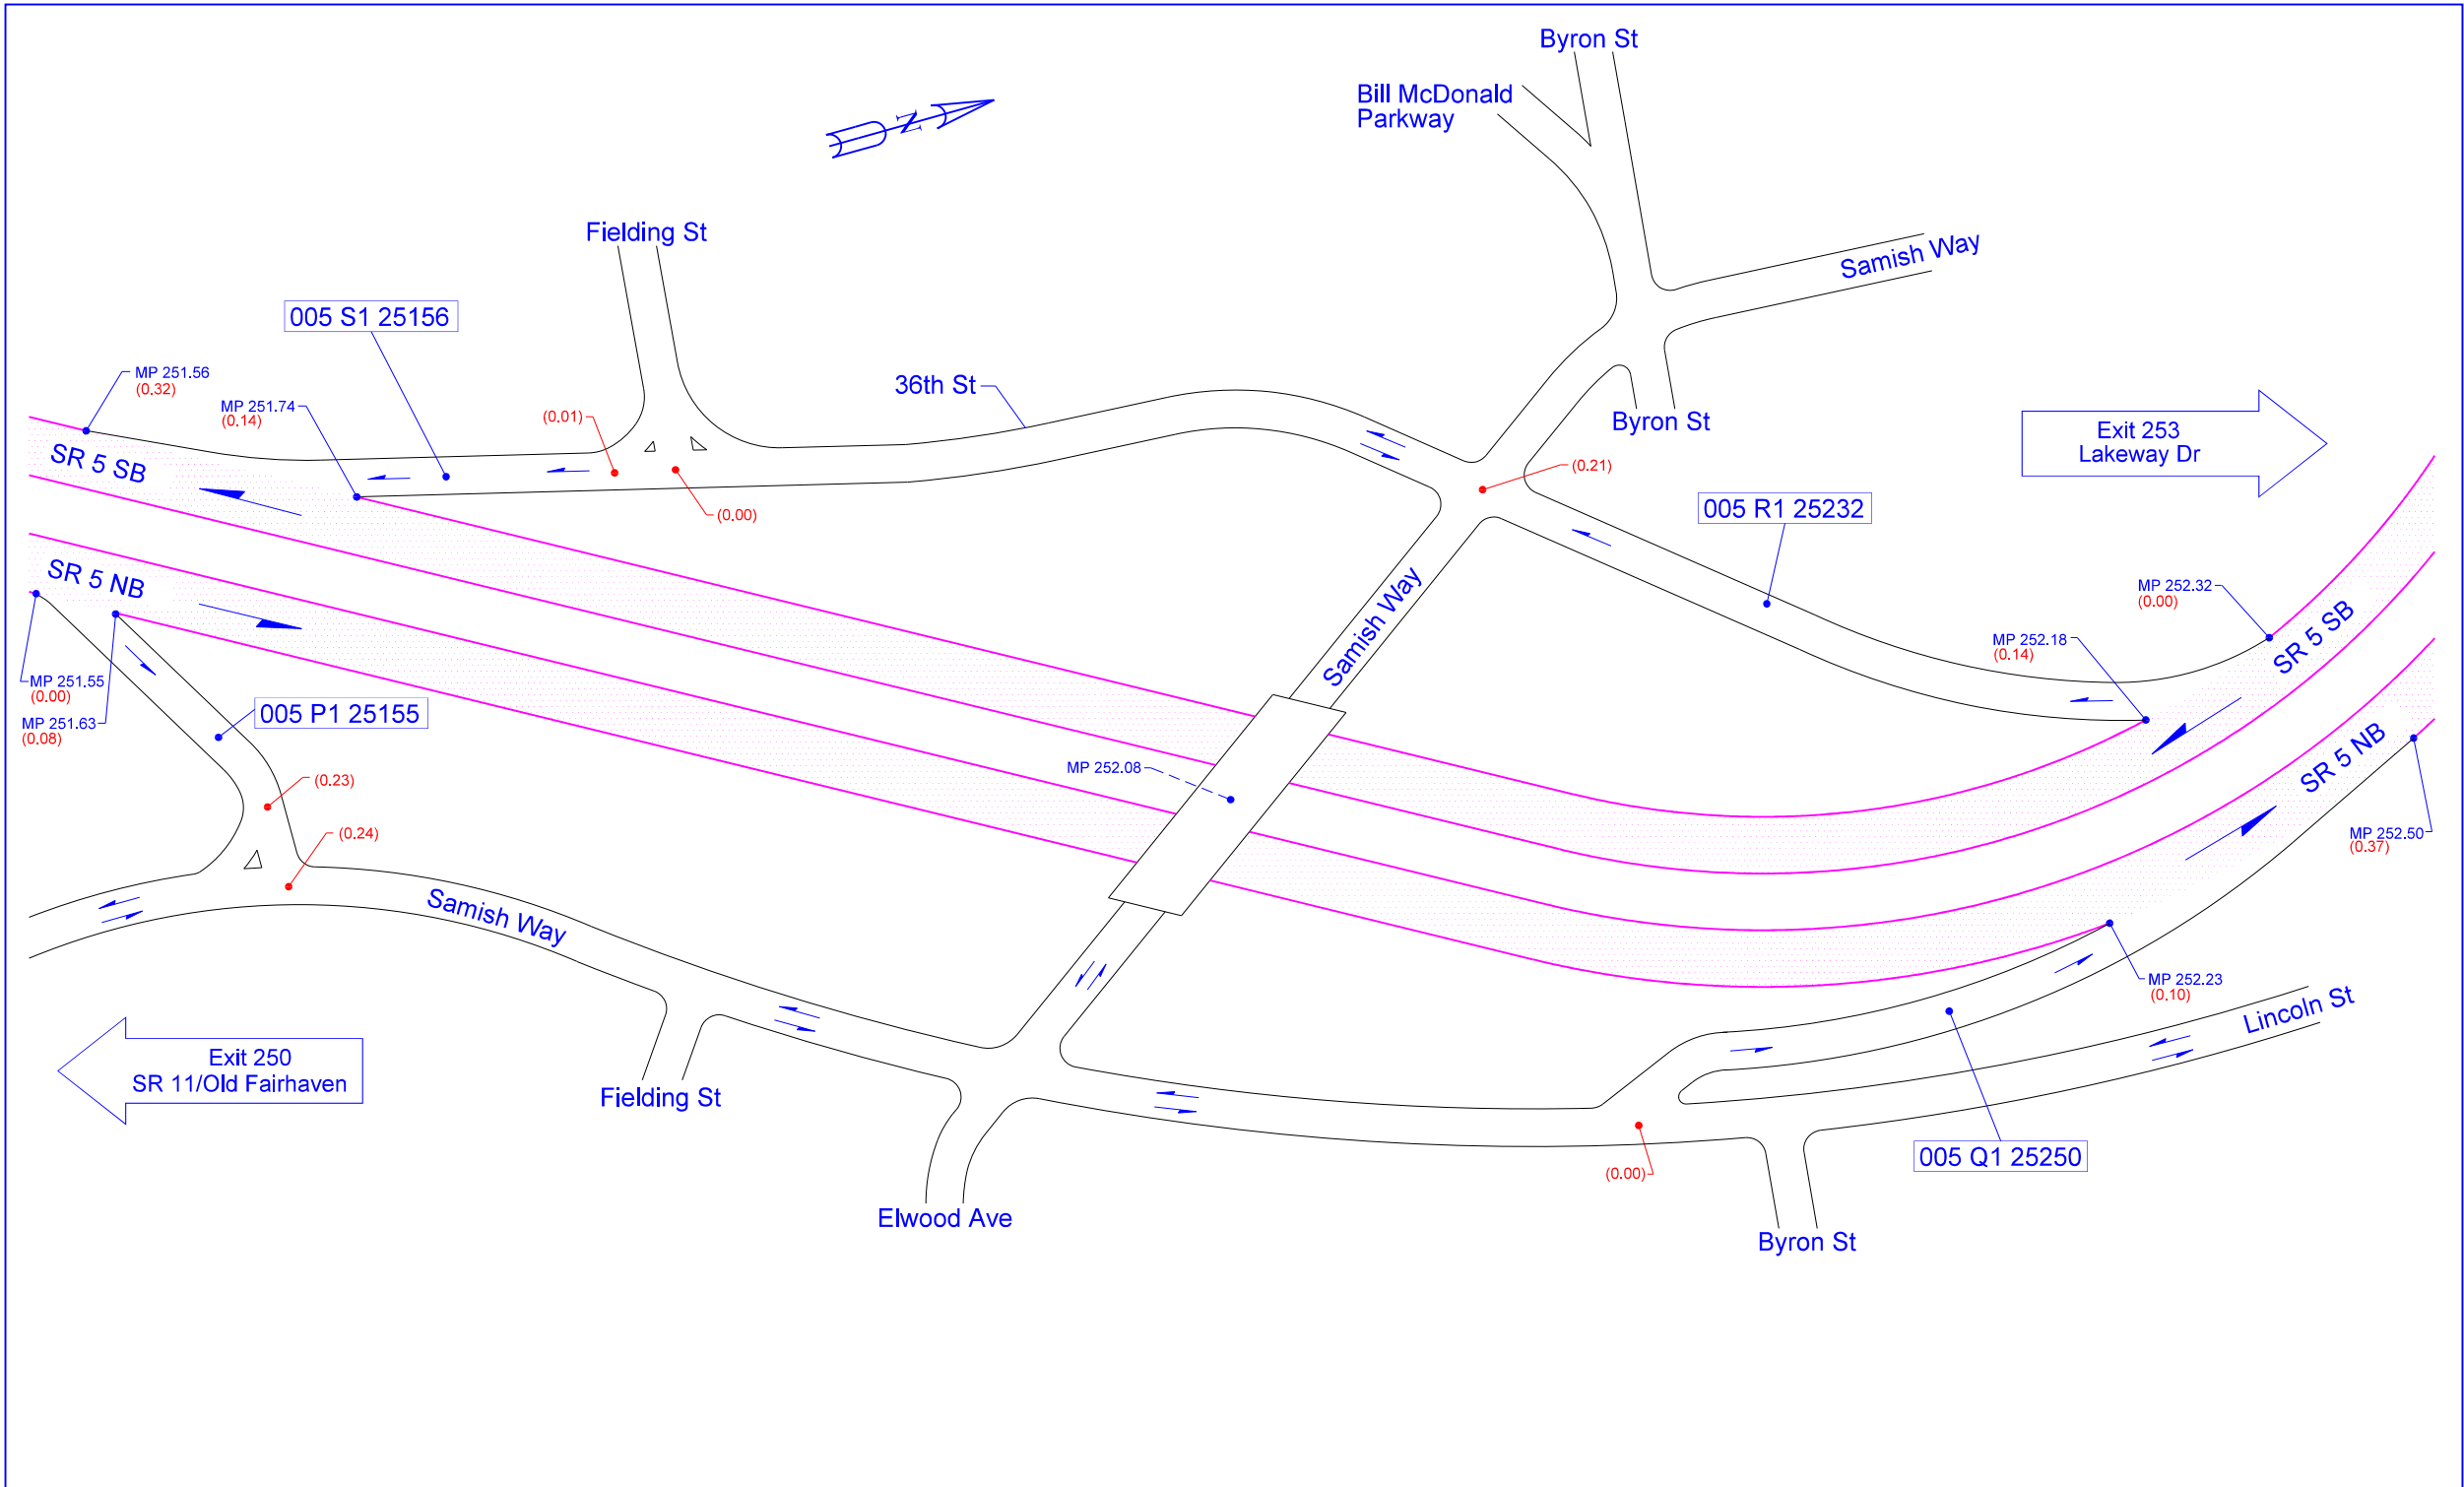 Byron St
Bill McDonald
Parkway
N
Fielding St
Samish Way
005 S1 25156
MP 251.56
(0.32)
MP 251.74
(0.14)
(0.01)
36th St
Byron St
Exit 253
Lakeway Dr
SR 5 SB
(0.21)
(0.00)
005 R1 25232
SR 5 NB
MP 252.32
(0.00)
SR 5 SB
Samish Way
MP 252.18
(0.14)
MP 251.55
(0.00)
MP 251.63
(0.08)
005 P1 25155
SR 5 NB
MP 252.08
(0.23)
(0.24)
MP 252.50
(0.37)
Samish Way
MP 252.23
(0.10)
Lincoln St
Exit 250
SR 11/Old Fairhaven
Fielding St
005 Q1 25250
(0.00)
Elwood Ave
Byron St